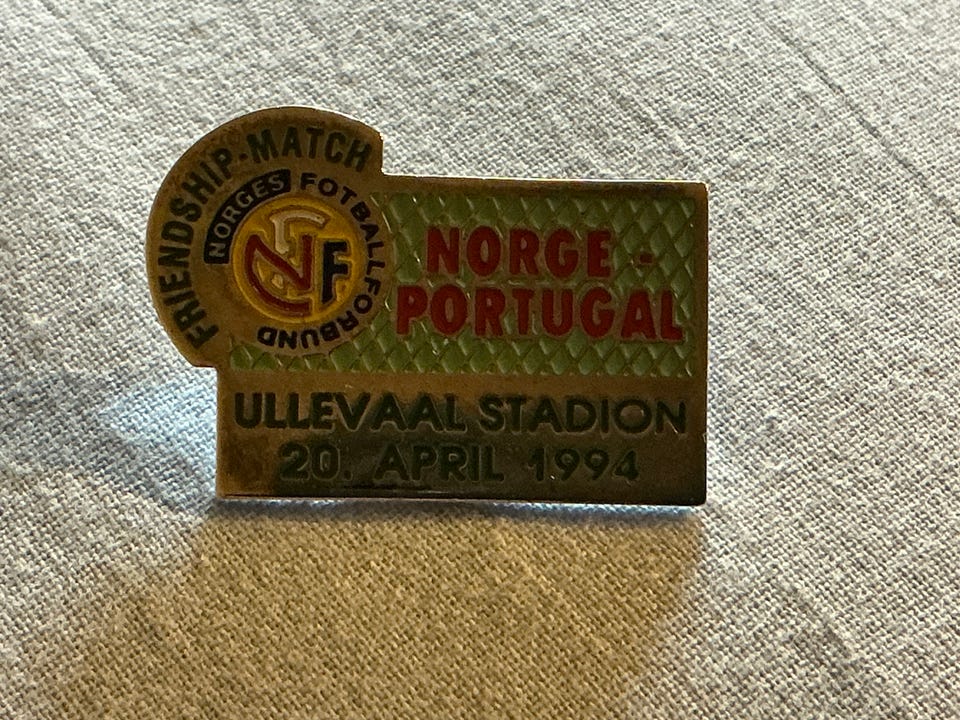 FRIENDSHIP-MATCH
NORGES FOTBALLFORBUND
NFF
NORGE -
PORTUGAL
ULLEVAAL STADION
20. APRIL 1994